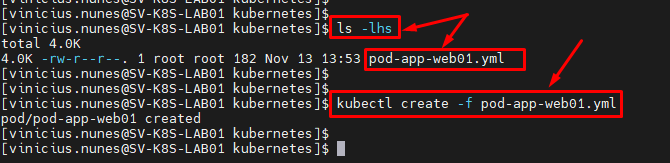 [vinicius.nunes@SV-K8S-LAB01 kubernetes]$
[vinicius.nunes@SV-K8S-LAB01 kubernetes]$ ls -lhs
total 4.0K
4.0K -rw-r--r--. 1 root root 182 Nov 13 13:53 pod-app-web01.yml
[vinicius.nunes@SV-K8S-LAB01 kubernetes]$
[vinicius.nunes@SV-K8S-LAB01 kubernetes]$
[vinicius.nunes@SV-K8S-LAB01 kubernetes]$ kubectl create -f pod-app-web01.yml
pod/pod-app-web01 created
[vinicius.nunes@SV-K8S-LAB01 kubernetes]$
[vinicius.nunes@SV-K8S-LAB01 kubernetes]$